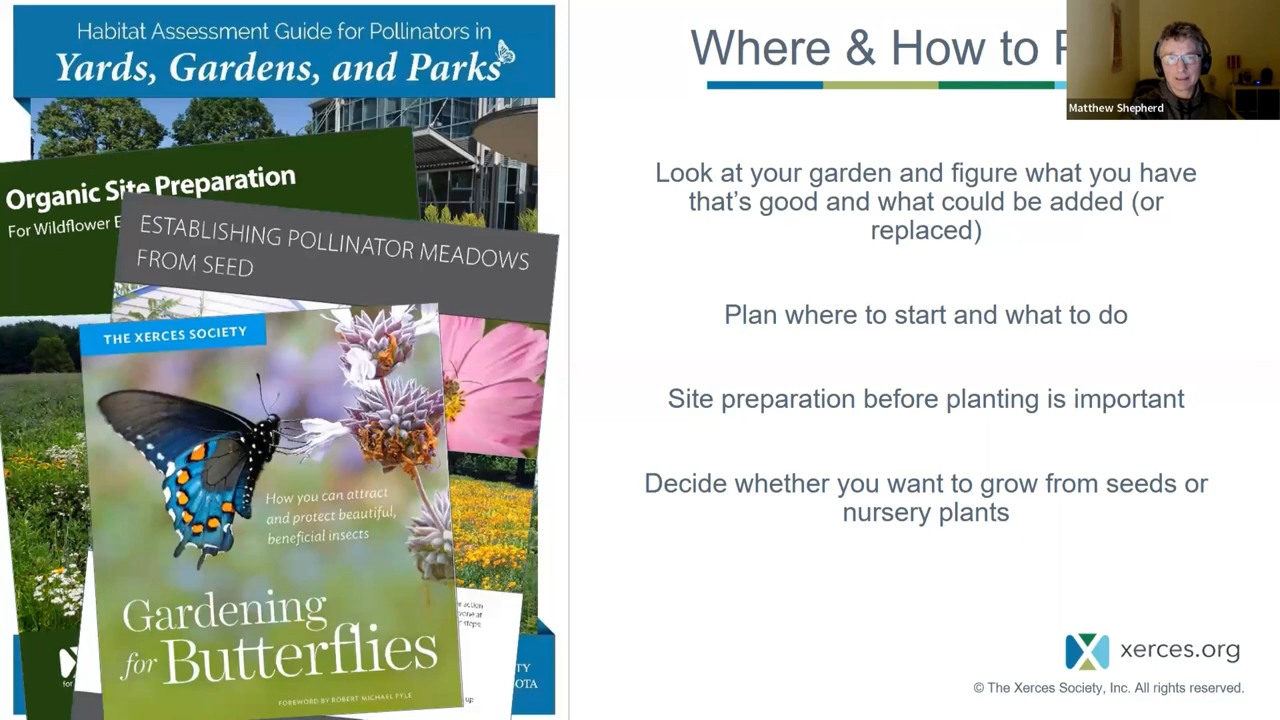 Habitat Assessment Guide for Pollinators in
Yards, Gardens, and Parks
Organic Site Preparation
For Wildflower
ESTABLISHING POLLINATOR MEADOWS
FROM SEED
THE XERCES SOCIETY
How you can attract
and protect beautiful,
beneficial insects
Gardening
for Butterflies
FOREWORD BY ROBERT MICHAEL PYLE
Where & How to
Matthew Shepherd
Look at your garden and figure what you have
that's good and what could be added (or
replaced)
Plan where to start and what to do
Site preparation before planting is important
Decide whether you want to grow from seeds or
nursery plants
xerces.org
© The Xerces Society, Inc. All rights reserved.